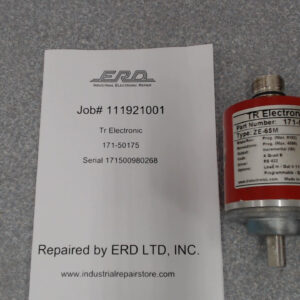 ERD
INDUSTRIAL ELECTRONIC REPAIR
Job# 111921001
Tr Electronic
171-50175
Serial 171500980268
Repaired by ERD LTD, INC.
www.industrialrepairstore.com
TR Electron
Part Number: 171-
Type: ZE-65M